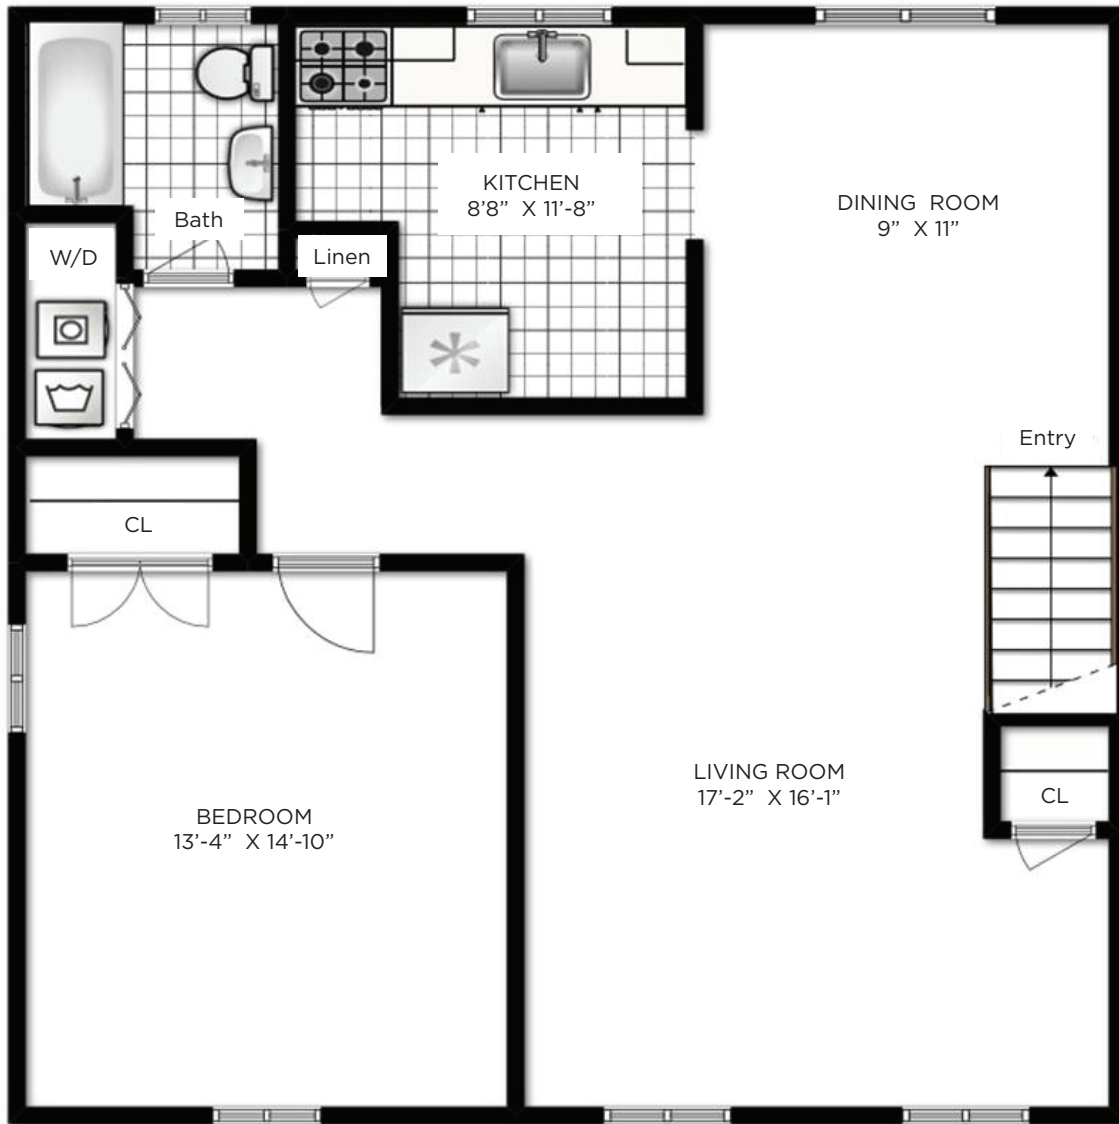 KITCHEN
8’8” X 11’-8”
DINING ROOM
9” X 11”
Bath
W/D
Linen
Entry
CL
LIVING ROOM
17’-2” X 16’-1”
CL
BEDROOM
13’-4” X 14’-10”